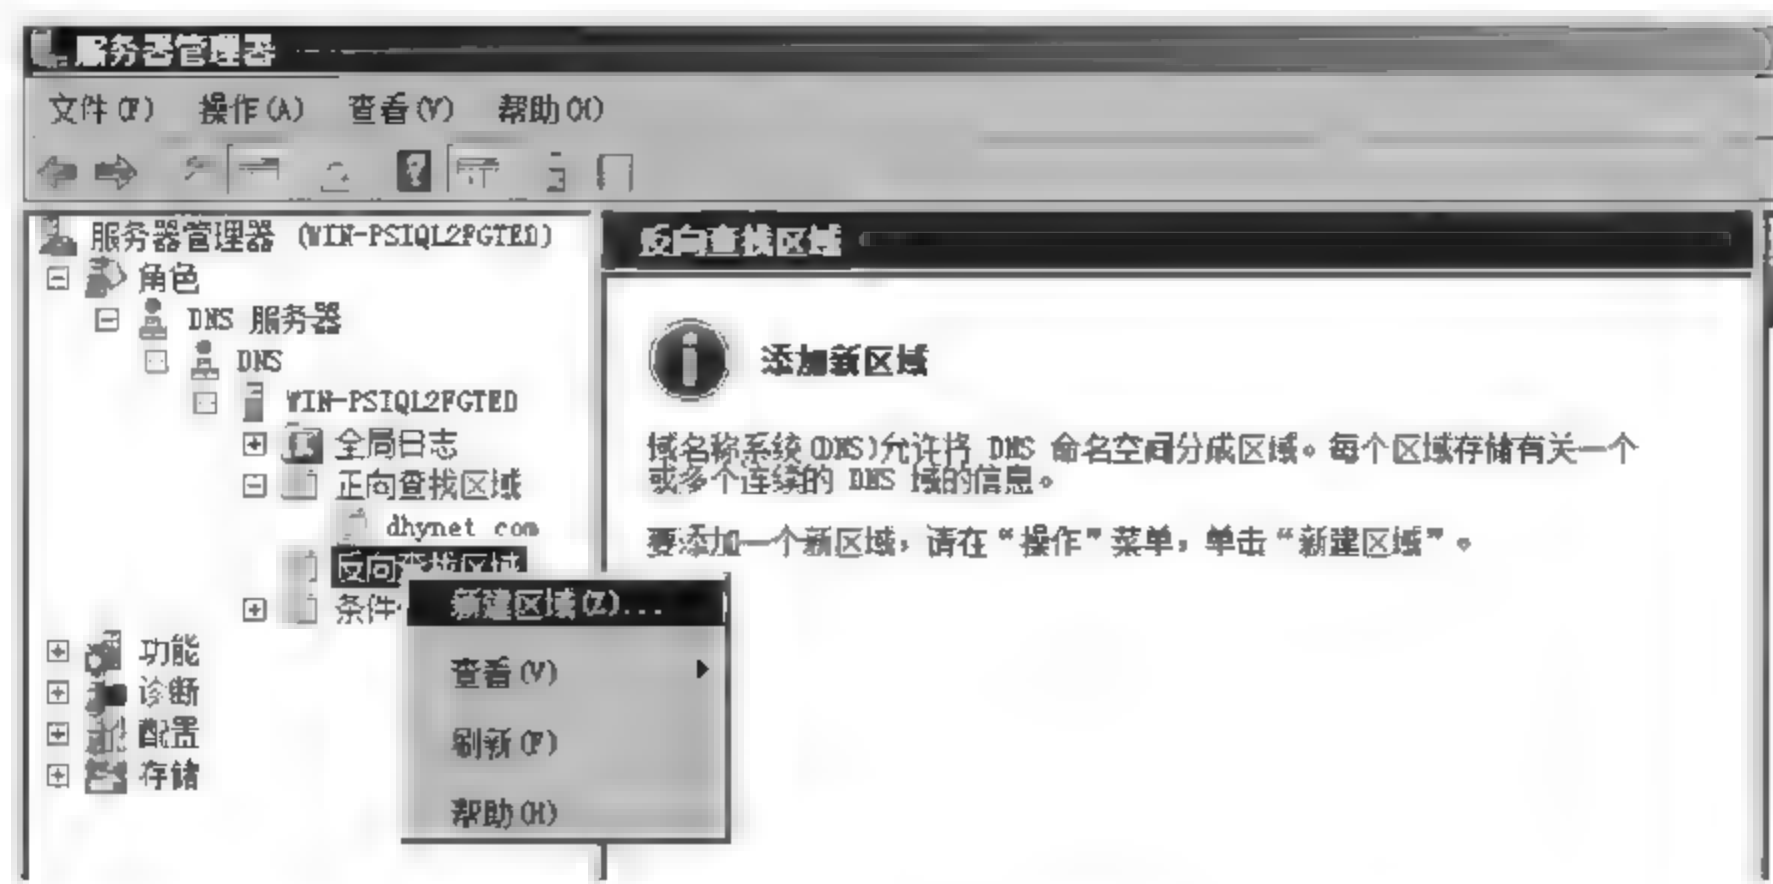 服务器管理器
文件(F) 操作(A) 查看(V) 帮助(H)
服务器管理器 (WIN-PSIQL2FGTED)
角色
DNS 服务器
DNS
WIN-PSIQL2FGTED
全局日志
正向查找区域
dhynet com
反向查找区域
条件
功能
诊断
配置
存储
新建区域(Z)...
查看(V)
刷新(F)
帮助(H)
反向查找区域
添加新区域
域名称系统(DNS)允许将 DNS 命名空间分成区域。每个区域存储有关一个
或多个连续的 DNS 域的信息。
要添加一个新区域，请在“操作”菜单，单击“新建区域”。